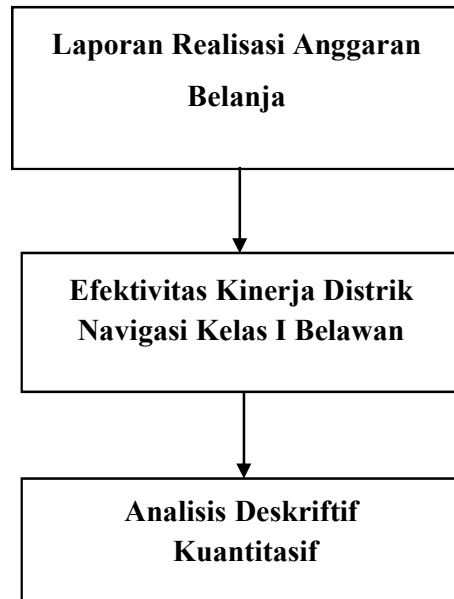 Laporan Realisasi Anggaran
Belanja
Efektivitas Kinerja Distrik
Navigasi Kelas I Belawan
Analisis Deskriftif
Kuantitasif